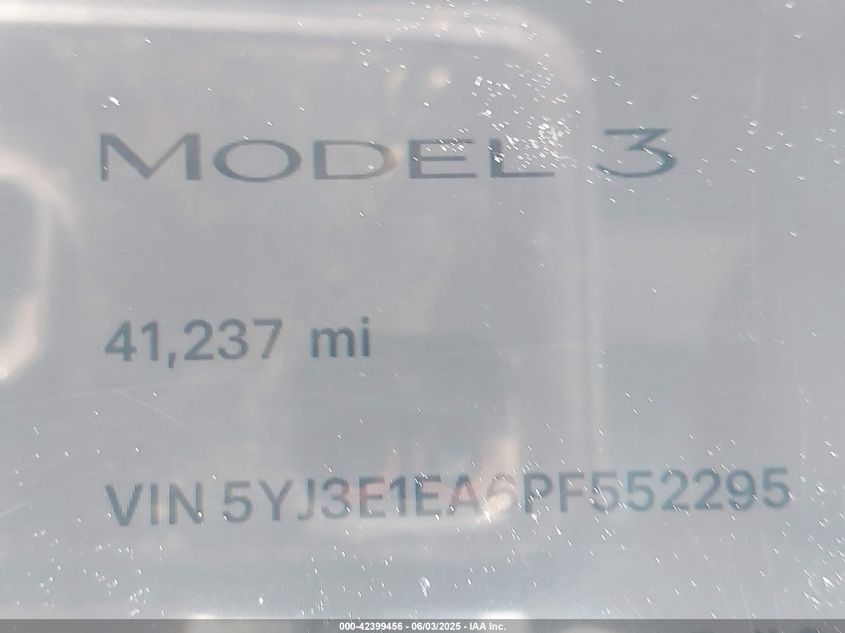 MODEL 3
41,237 mi
VIN 5YJ3E1EA6PF552295
000-42399456 - 06/03/2025 - IAA Inc.